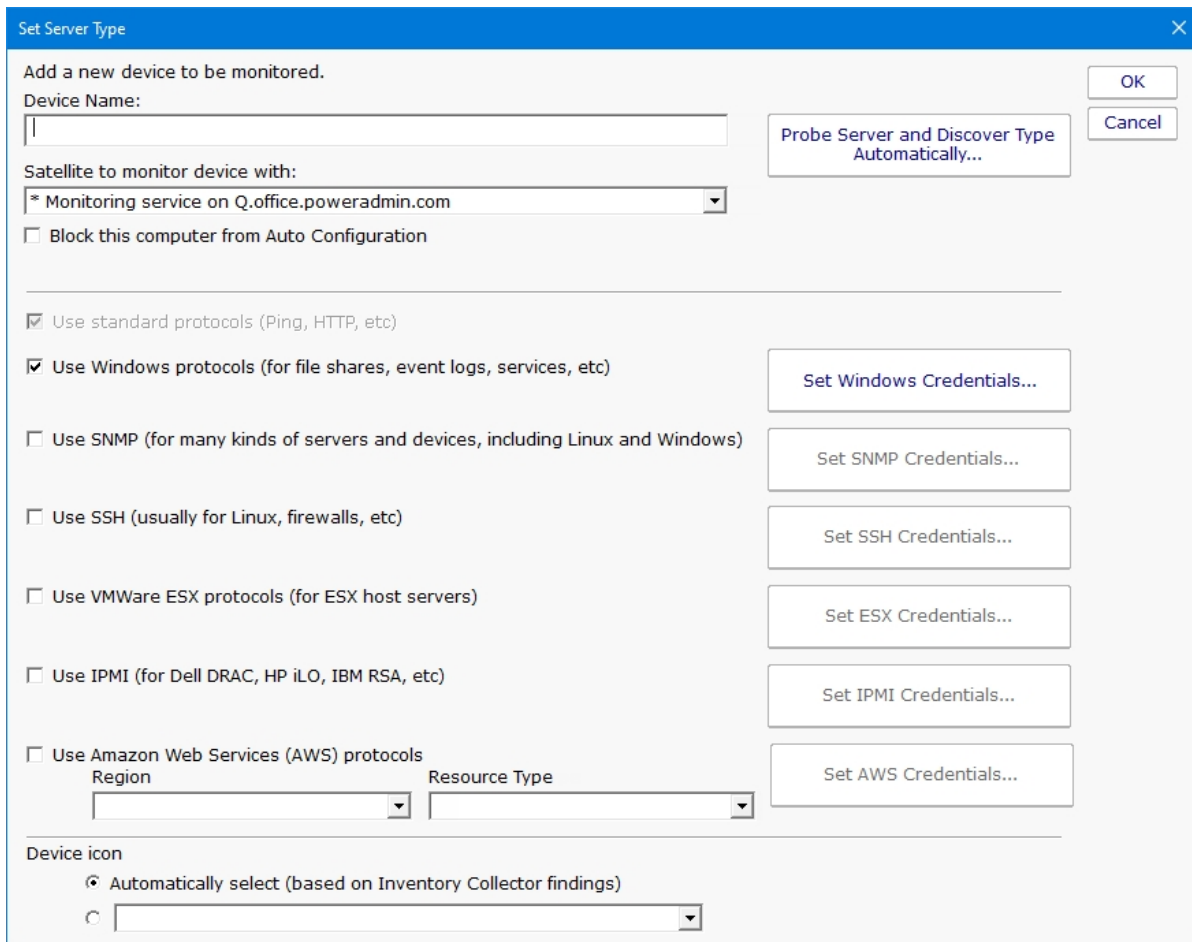 Set Server Type
Add a new device to be monitored.
OK
Device Name:
Cancel
Probe Server and Discover Type
Automatically...
Satellite to monitor device with:
* Monitoring service on Q.office.poweradmin.com
Block this computer from Auto Configuration
Use standard protocols (Ping, HTTP, etc)
Use Windows protocols (for file shares, event logs, services, etc)
Set Windows Credentials...
Use SNMP (for many kinds of servers and devices, including Linux and Windows)
Set SNMP Credentials...
Use SSH (usually for Linux, firewalls, etc)
Set SSH Credentials...
Use VMWare ESX protocols (for ESX host servers)
Set ESX Credentials...
Use IPMI (for Dell DRAC, HP iLO, IBM RSA, etc)
Set IPMI Credentials...
Use Amazon Web Services (AWS) protocols
Set AWS Credentials...
Region
Resource Type
Device icon
Automatically select (based on Inventory Collector findings)